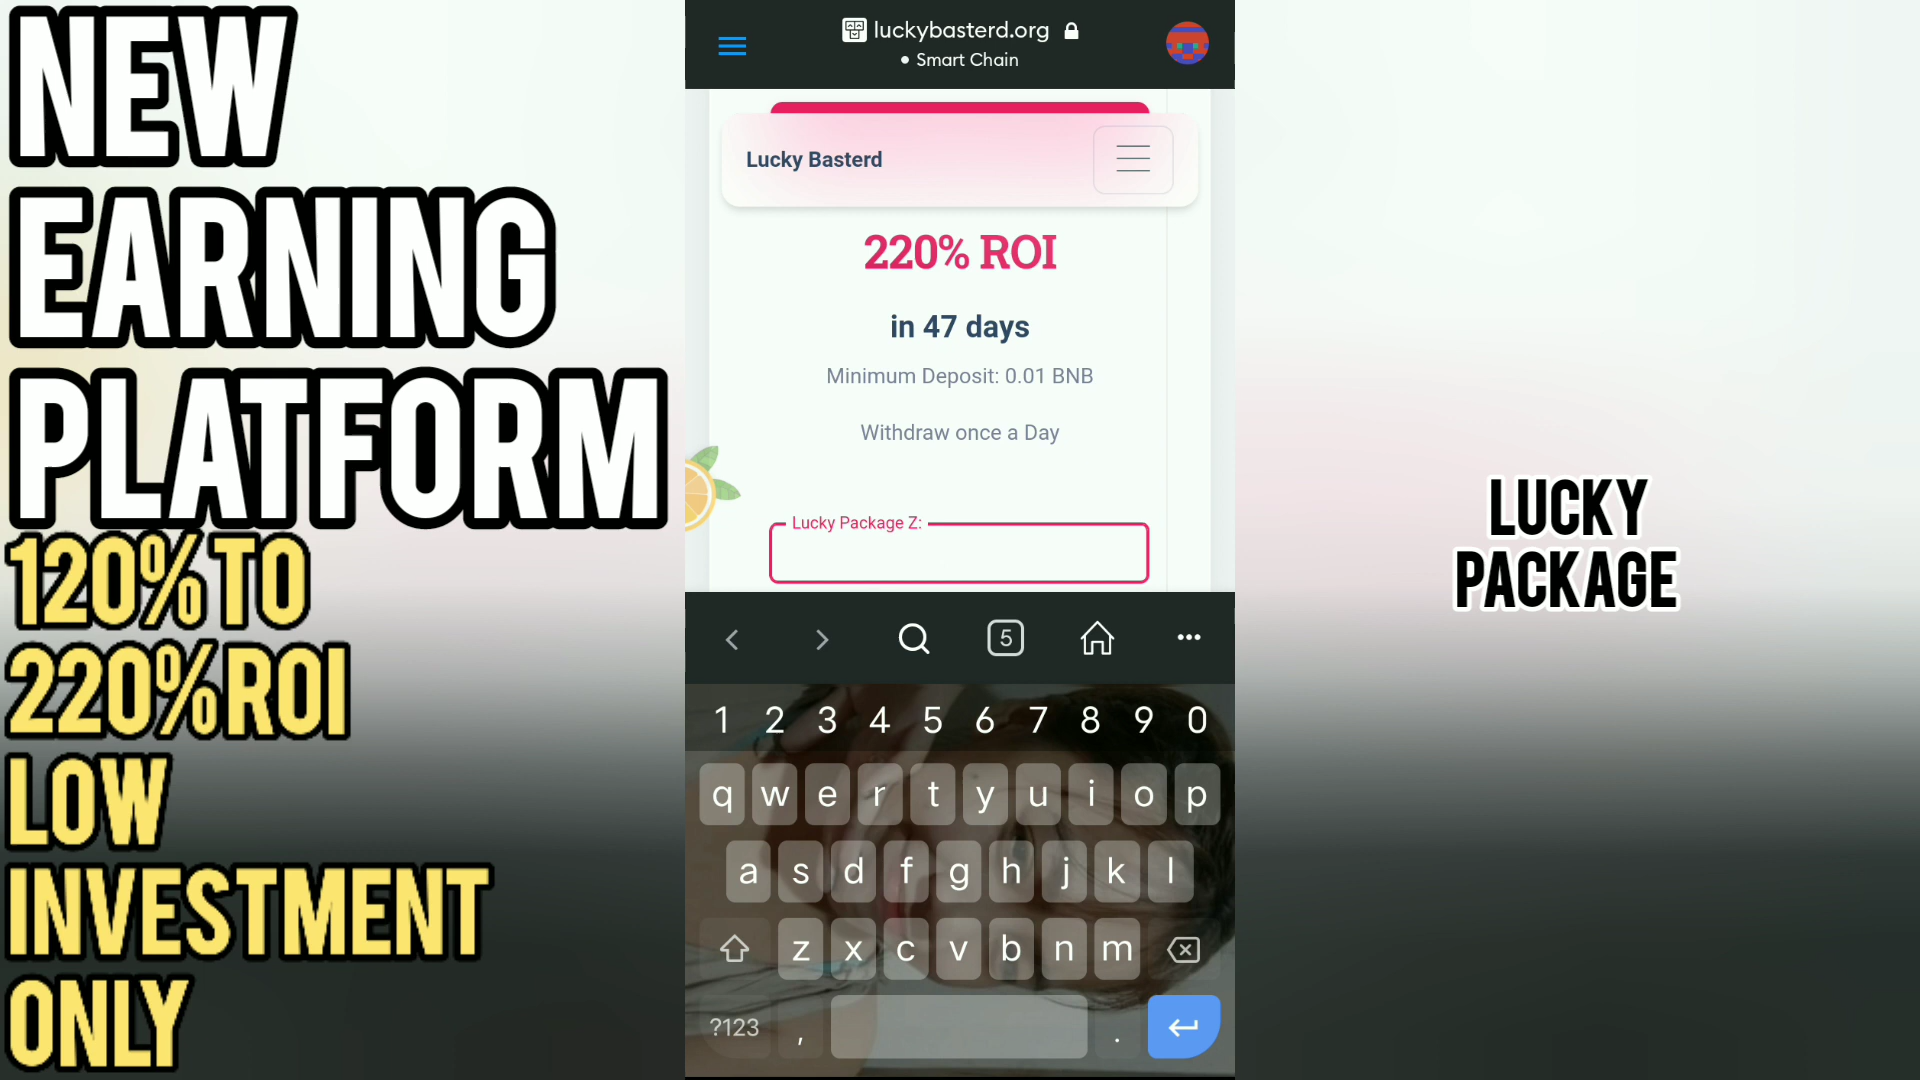 NEW
EARNING
PLATFORM
120% TO
220% ROI
LOW
INVESTMENT
ONLY
luckybasterd.org
• Smart Chain
Lucky Basterd
220% ROI
in 47 days
Minimum Deposit: 0.01 BNB
Withdraw once a Day
Lucky Package Z:
5
1 2 3 4 5 6 7 8 9 0
q w e r t y u i o p
a s d f g h j k l
z x c v b n m
?123 , .
LUCKY
PACKAGE